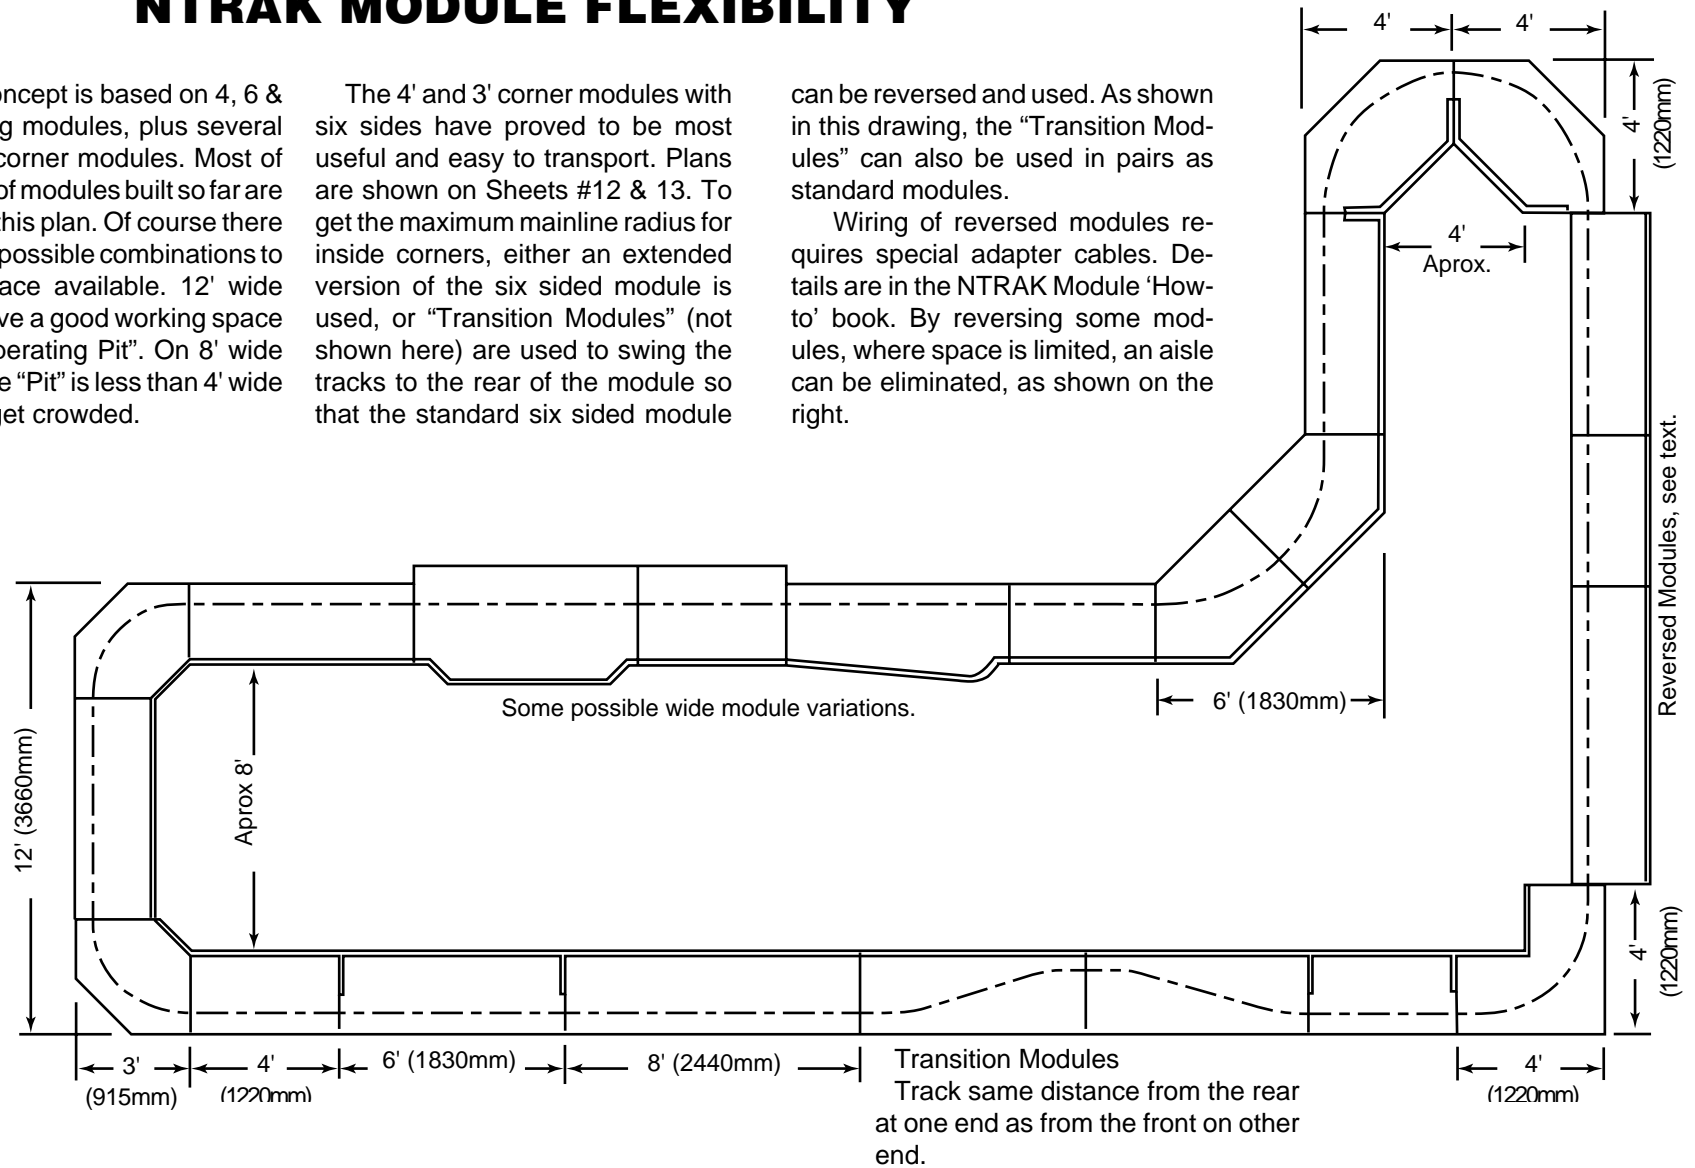 NTRAK MODULE FLEXIBILITY
oncept is based on 4, 6 &
g modules, plus several
corner modules. Most of
of modules built so far are
this plan. Of course there
possible combinations to
ace available. 12' wide
ve a good working space
perating Pit". On 8' wide
e “Pit” is less than 4' wide
get crowded.
The 4' and 3' corner modules with
six sides have proved to be most
useful and easy to transport. Plans
are shown on Sheets #12 & 13. To
get the maximum mainline radius for
inside corners, either an extended
version of the six sided module is
used, or “Transition Modules” (not
shown here) are used to swing the
tracks to the rear of the module so
that the standard six sided module
can be reversed and used. As shown
in this drawing, the “Transition Mod-
ules” can also be used in pairs as
standard modules.
Wiring of reversed modules re-
quires special adapter cables. De-
tails are in the NTRAK Module ‘How-
to’ book. By reversing some mod-
ules, where space is limited, an aisle
can be eliminated, as shown on the
right.
4'
4'
4'
(1220mm)
4'
Aprox.
Reversed Modules, see text.
Some possible wide module variations.
6' (1830mm)
12' (3660mm)
Aprox 8'
4'
(1220mm)
3'
(915mm)
4'
(1220mm)
6' (1830mm)
8' (2440mm)
Transition Modules
Track same distance from the rear
at one end as from the front on other
end.
4'
(1220mm)